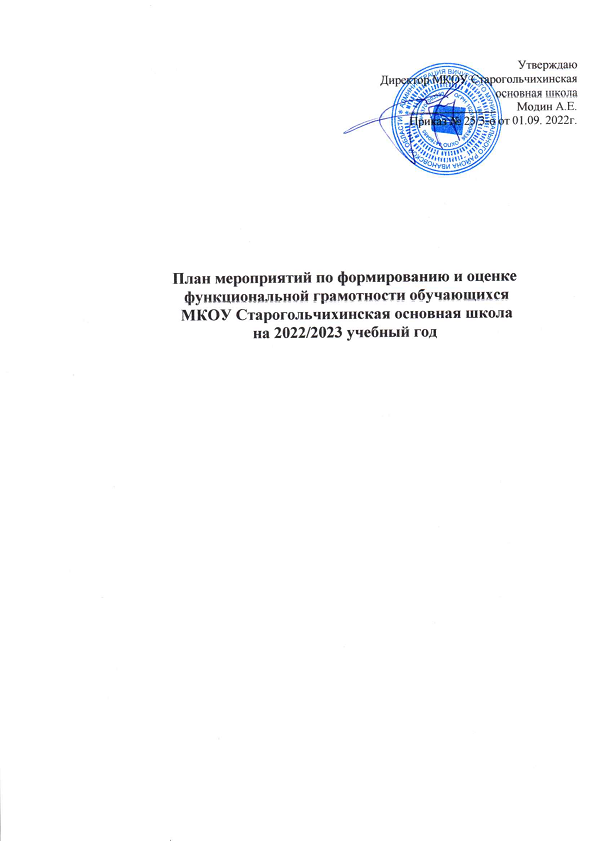 Утверждаю
Директор МКОУ Старогольчихинская
основная школа
Модин А.Е.
Приказ № 25/3-о от 01.09. 2022г.
План мероприятий по формированию и оценке
функциональной грамотности обучающихся
МКОУ Старогольчихинская основная школа
на 2022/2023 учебный год